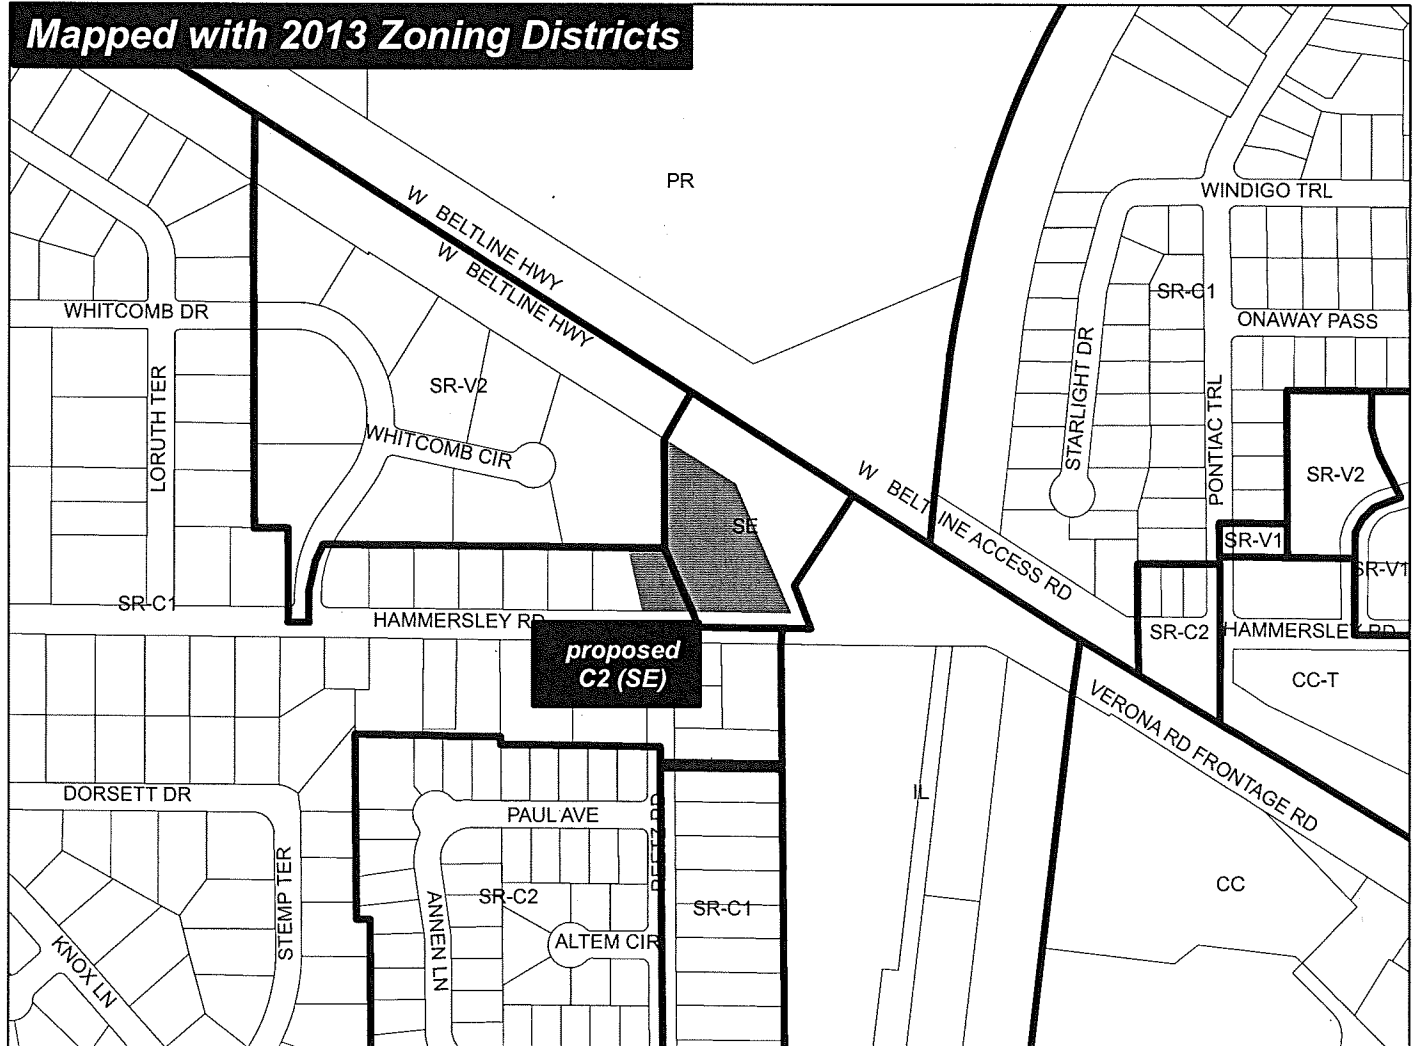 Mapped with 2013 Zoning Districts
PR
W BELTLINE HWY
W BELTLINE HWY
WINDIGO TRL
SR-C1
WHITCOMB DR
ONAWAY PASS
STARLIGHT DR
PONTIAC TRL
LORUTH TER
SR-V2
WHITCOMB CIR
SR-V2
W BELTLINE ACCESS RD
SE
SR-V1
SR-V1
SR-C1
HAMMERSLEY RD
SR-C2
HAMMERSLEY RD
proposed
C2 (SE)
CC-T
VERONA RD FRONTAGE RD
DORSETT DR
IL
PAUL AVE
STEMP TER
ANNEN LN
SR-C2
SR-C1
CC
ALTEM CIR
KNOX LN